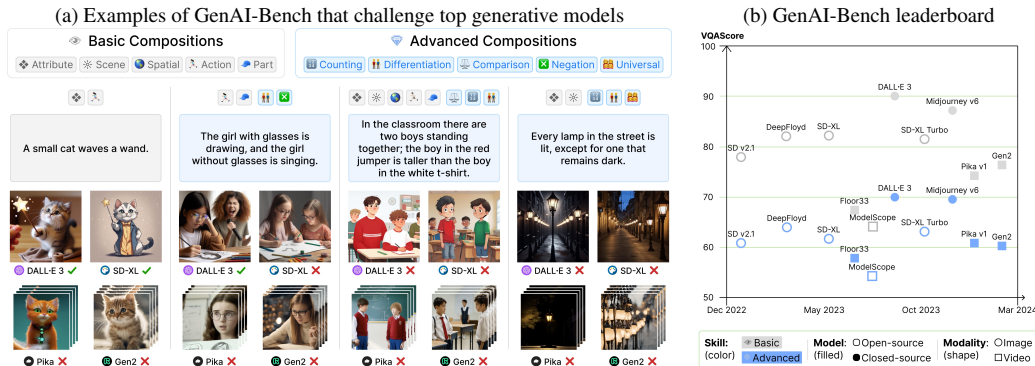 (a) Examples of GenAI-Bench that challenge top generative models
Basic Compositions
Attribute Scene Spatial Action Part
Advanced Compositions
Counting Differentiation Comparison Negation Universal
A small cat waves a wand.
DALL·E 3 SD-XL
Pika Gen2
The girl with glasses is
drawing, and the girl
without glasses is singing.
DALL·E 3 SD-XL
Pika Gen2
In the classroom there are
two boys standing
together; the boy in the red
jumper is taller than the boy
in the white t-shirt.
DALL·E 3 SD-XL
Pika Gen2
Every lamp in the street is
lit, except for one that
remains dark.
DALL·E 3 SD-XL
Pika Gen2
(b) GenAI-Bench leaderboard
VQAScore
100
90
80
70
60
50
DALL·E 3
Midjourney v6
DeepFloyd
SD-XL
SD-XL Turbo
SD v2.1
Gen2
Pika v1
DALL·E 3
Midjourney v6
Floor33
ModelScope
DeepFloyd
SD-XL Turbo
SD v2.1
SD-XL
Pika v1
Gen2
Floor33
ModelScope
Dec 2022 May 2023 Oct 2023 Mar 2024
Skill: Basic Model: Open-source Modality: Image
(color) Advanced (filled) Closed-source (shape) Video